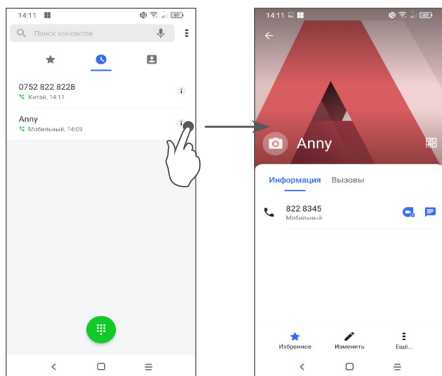 14:11
Поиск контактов
0752 822 8228
Китай, 14:11
Anny
Мобильный, 14:09
14:11
Anny
Информация Вызовы
822 8345
Мобильный
Избранное Изменить Ещё...